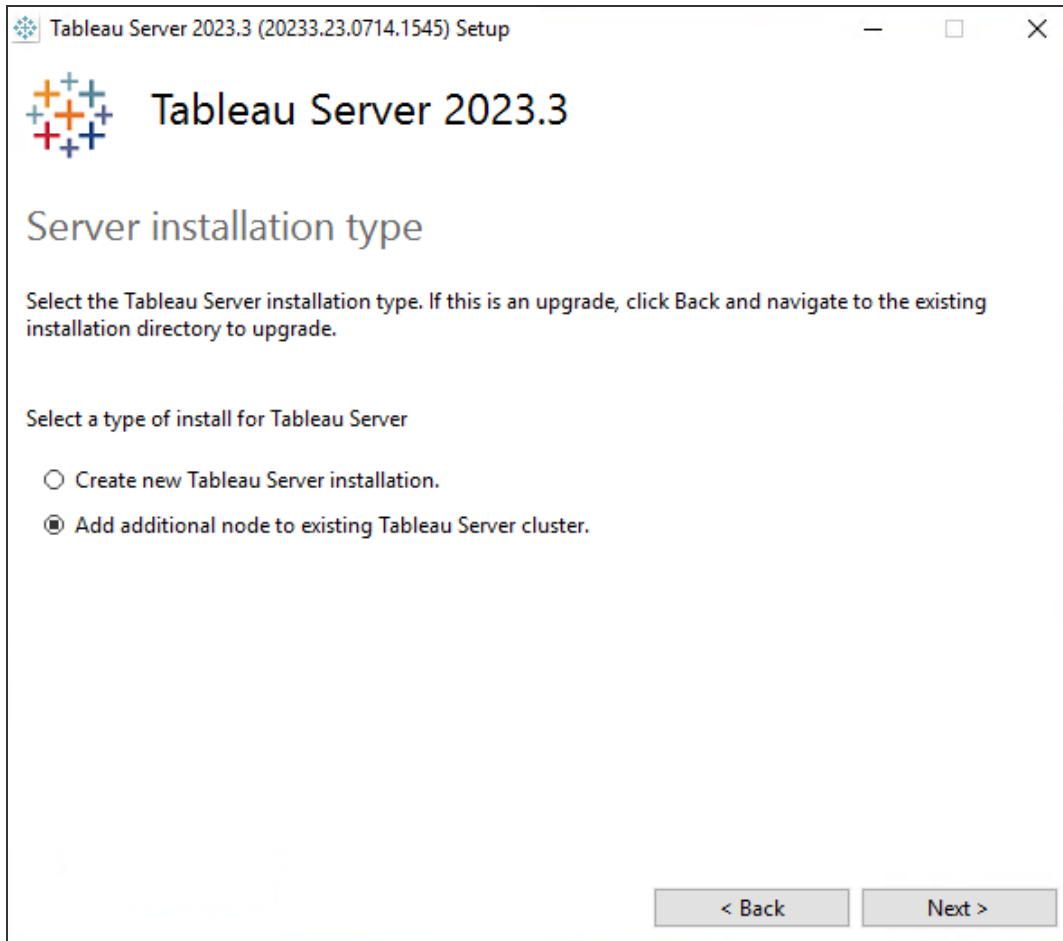 Tableau Server 2023.3 (20233.23.0714.1545) Setup
Tableau Server 2023.3
Server installation type
Select the Tableau Server installation type. If this is an upgrade, click Back and navigate to the existing
installation directory to upgrade.
Select a type of install for Tableau Server
Create new Tableau Server installation.
Add additional node to existing Tableau Server cluster.
< Back
Next >